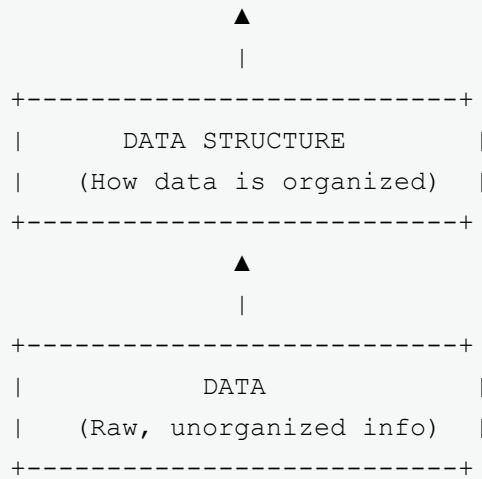 ▲
|
+----------------------------+
| DATA STRUCTURE |
| (How data is organized) |
+----------------------------+
▲
|
+----------------------------+
| DATA |
| (Raw, unorganized info) |
+----------------------------+